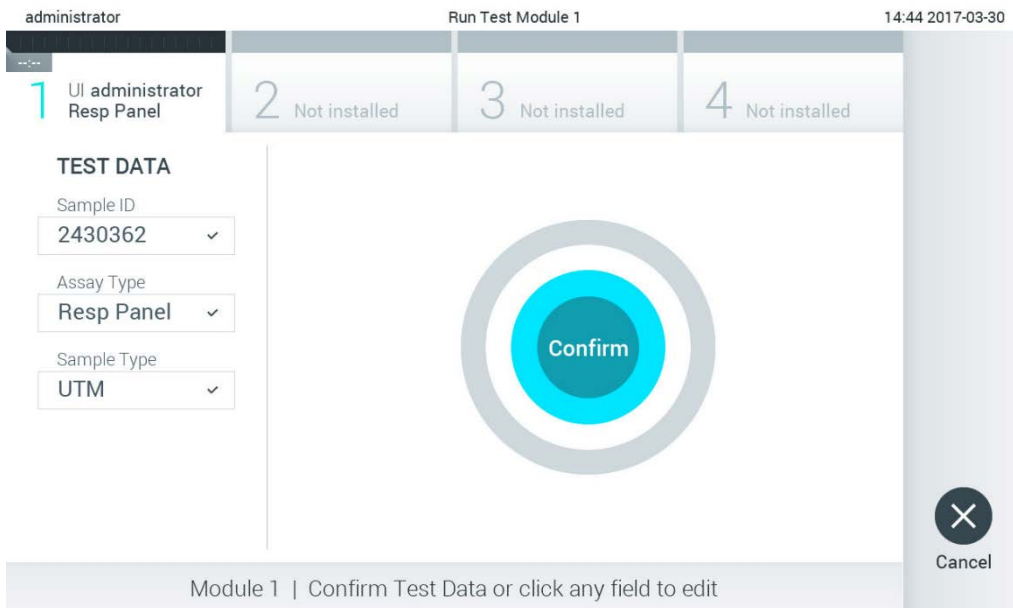 administrator
Run Test Module 1
14:44 2017-03-30
--:--
1 UI administrator
Resp Panel
2 Not installed
3 Not installed
4 Not installed
TEST DATA
Sample ID
2430362
Assay Type
Resp Panel
Sample Type
UTM
Confirm
Cancel
Module 1 | Confirm Test Data or click any field to edit